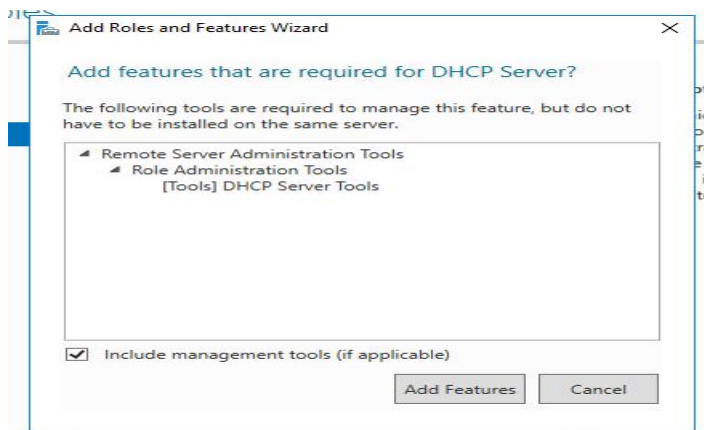 Add Roles and Features Wizard
Add features that are required for DHCP Server?
The following tools are required to manage this feature, but do not
have to be installed on the same server.
Remote Server Administration Tools
Role Administration Tools
[Tools] DHCP Server Tools
Include management tools (if applicable)
Add Features
Cancel